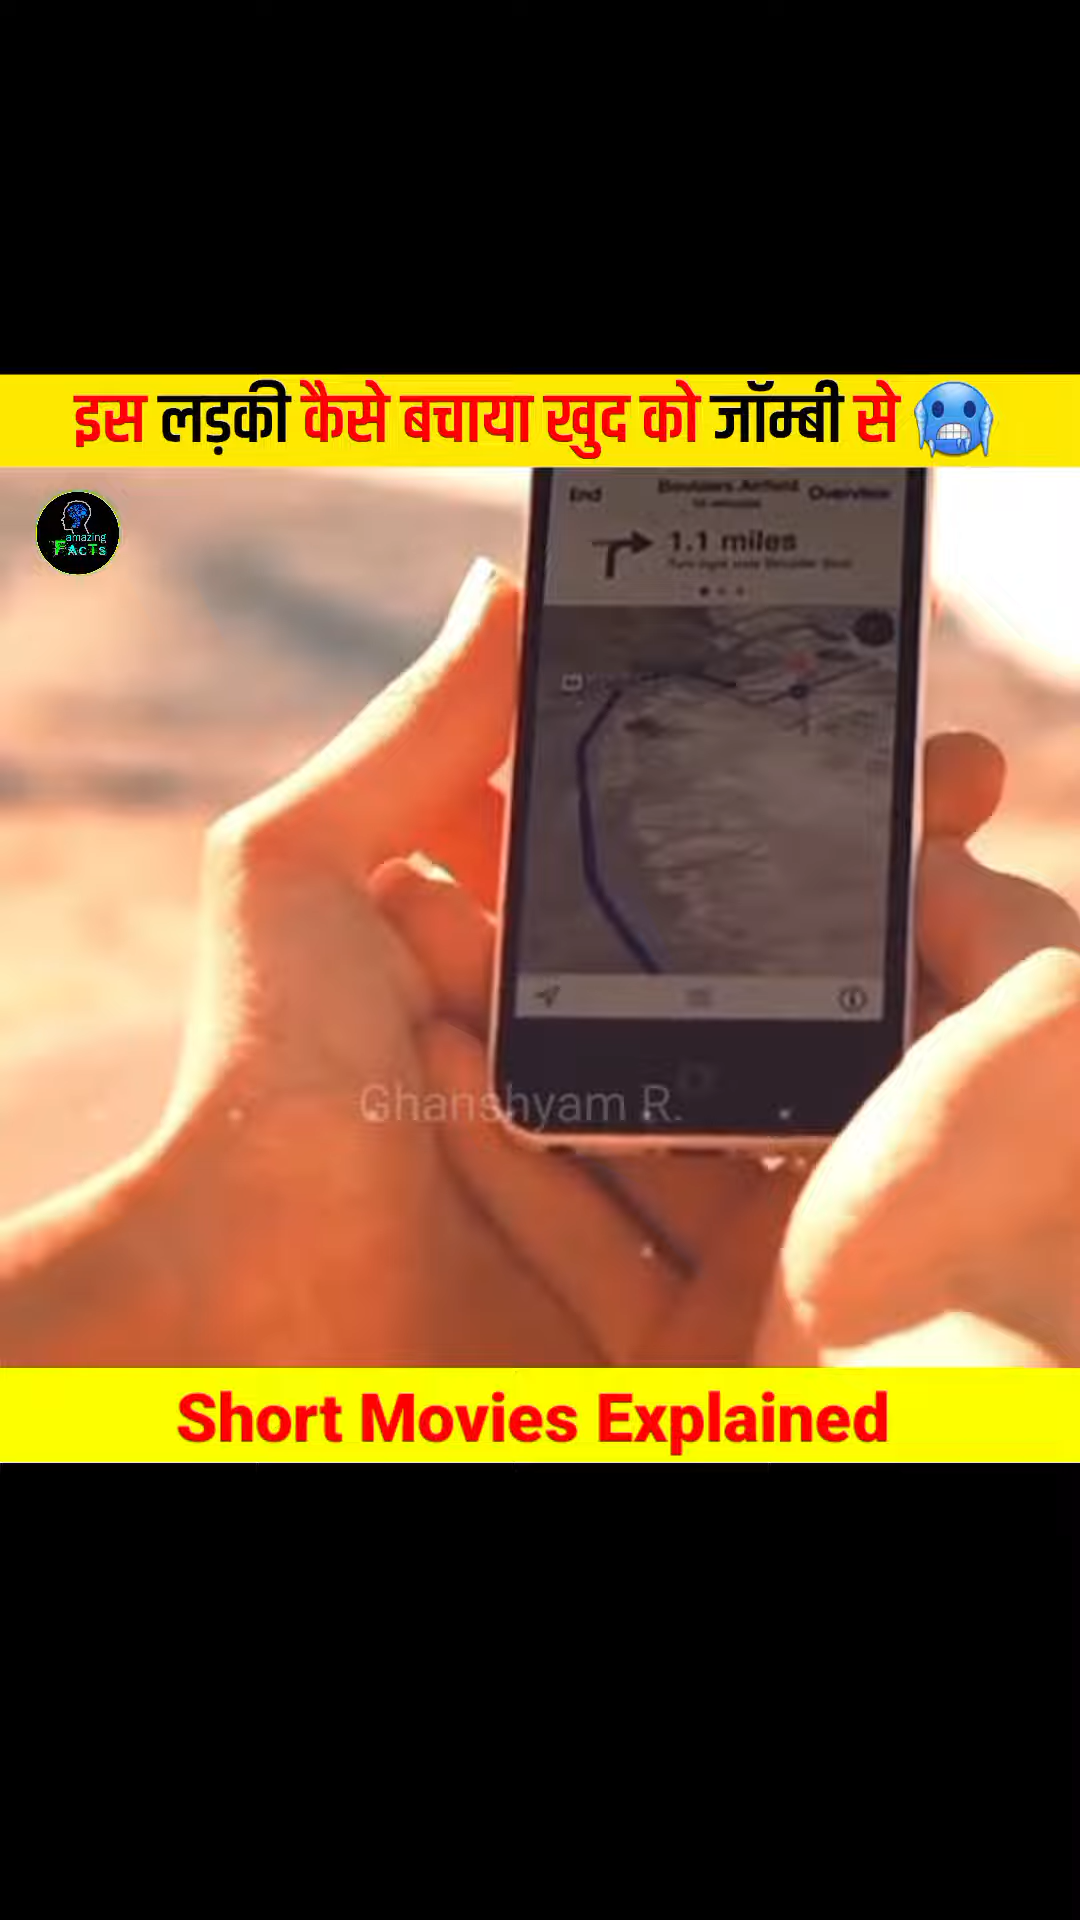 इस लड़की कैसे बचाया खुद को जॉम्बी से
amazing
FAcTs
End
Overview
1.1 miles
Ghanshyam R.
Short Movies Explained